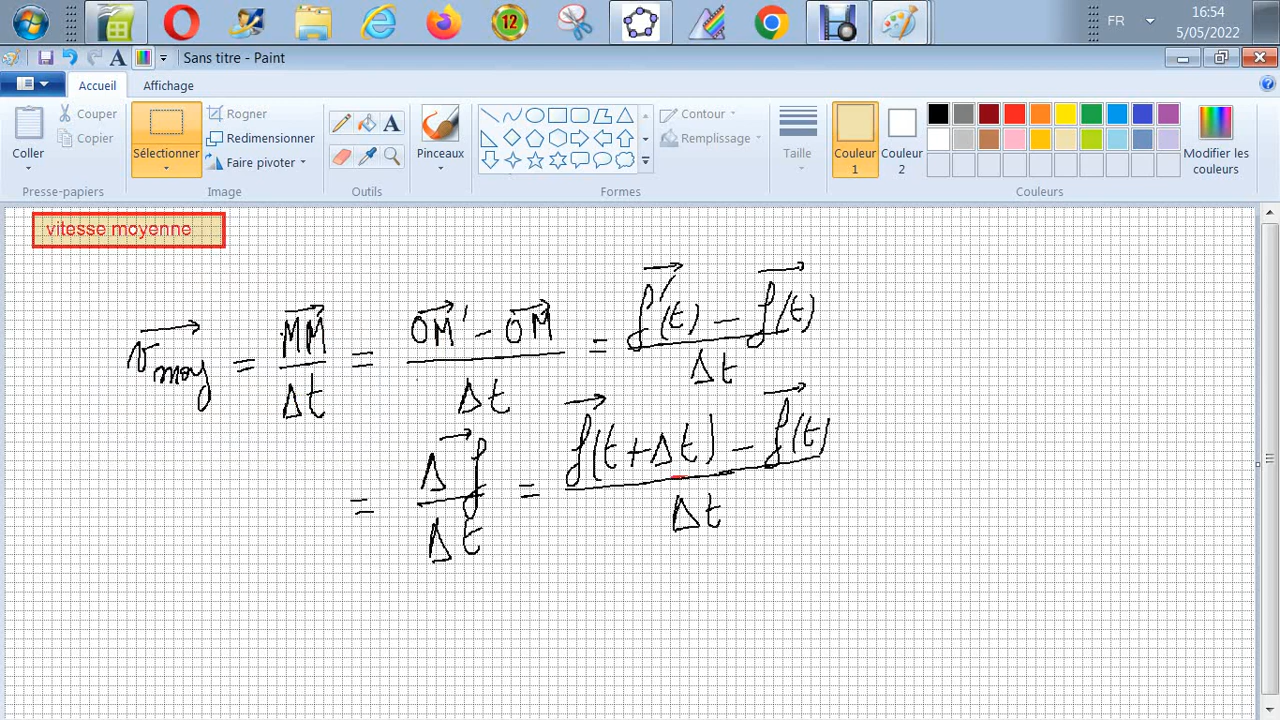 12
FR
16:54
5/05/2022
Sans titre - Paint
Accueil Affichage
Coller
Couper
Copier
Presse-papiers
Sélectionner
Rogner
Redimensionner
Faire pivoter
Image
A
Outils
Pinceaux
Contour
Remplissage
Formes
Taille
Couleur 1
Couleur 2
Modifier les couleurs
Couleurs
vitesse moyenne
v⃗moy = MM⃗/Δt = (OM⃗' - OM⃗)/Δt = (f⃗'(t) - f⃗(t))/Δt
= Δf⃗/Δt = (f⃗(t+Δt) - f⃗(t))/Δt